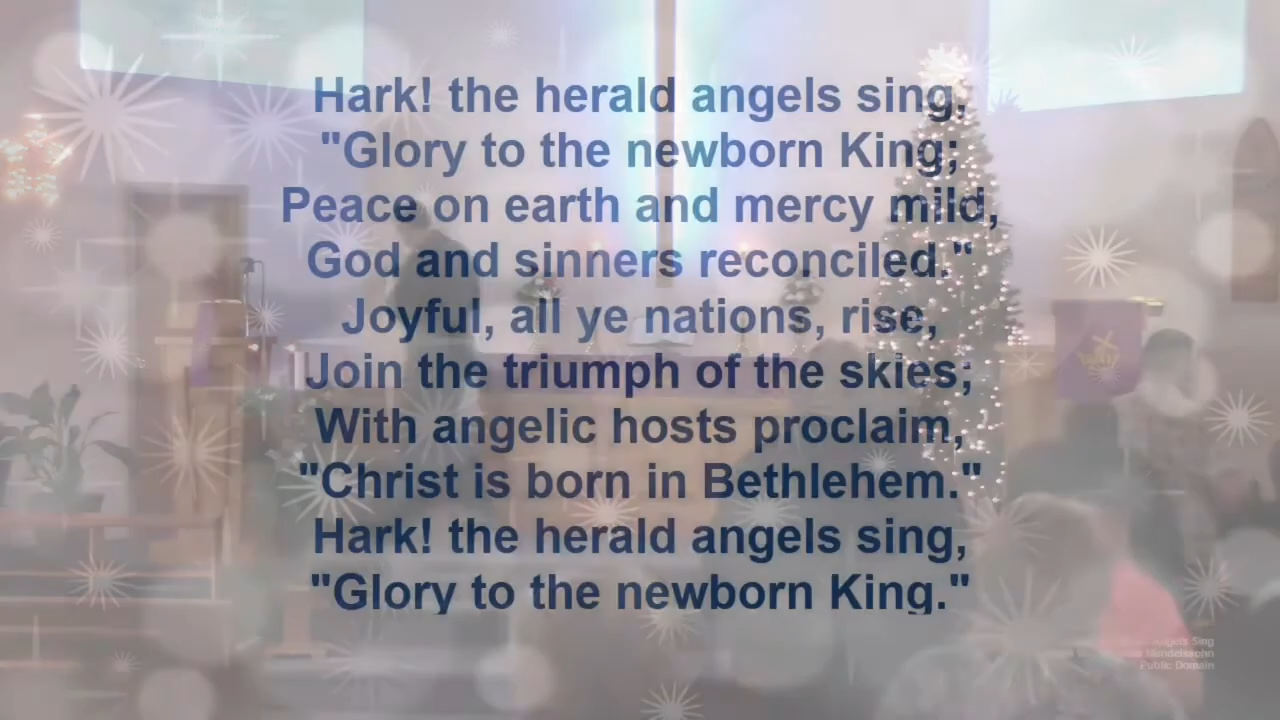 Hark! the herald angels sing,
"Glory to the newborn King;
Peace on earth and mercy mild,
God and sinners reconciled."
Joyful, all ye nations, rise,
Join the triumph of the skies;
With angelic hosts proclaim,
"Christ is born in Bethlehem."
Hark! the herald angels sing,
"Glory to the newborn King."
Angels Sing
Mendelssohn
Public Domain